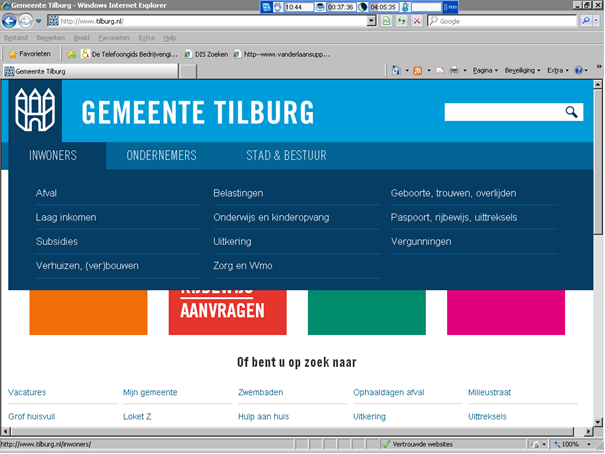 Gemeente Tilburg - Windows Internet Explorer 10:44 00:37:36 04:05:35
http://www.tilburg.nl/ Google
Bestand Bewerken Beeld Favorieten Extra Help
Favorieten De Telefoongids Bedrijvengi... DIS Zoeken http--www.vanderlaansupp...
Gemeente Tilburg Pagina Beveiliging Extra
GEMEENTE TILBURG
INWONERS ONDERNEMERS STAD & BESTUUR
Afval Belastingen Geboorte, trouwen, overlijden
Laag inkomen Onderwijs en kinderopvang Paspoort, rijbewijs, uittreksels
Subsidies Uitkering Vergunningen
Verhuizen, (ver)bouwen Zorg en Wmo
RIJBEWIJS
AANVRAGEN
Of bent u op zoek naar
Vacatures Mijn gemeente Zwembaden Ophaaldagen afval Milieustraat
Grof huisvuil Loket Z Hulp aan huis Uitkering Uittreksels
http://www.tilburg.nl/inwoners/ Vertrouwde websites 100%